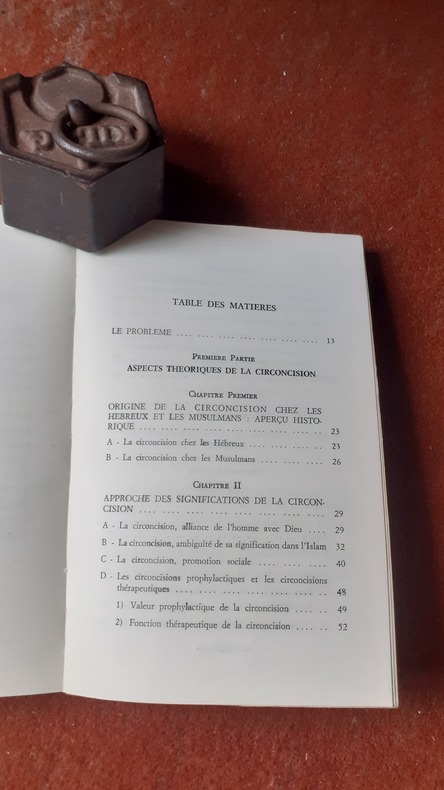 TABLE DES MATIERES
LE PROBLEME .... .... .... .... .... .... .... .... 13
PREMIERE PARTIE
ASPECTS THEORIQUES DE LA CIRCONCISION
CHAPITRE PREMIER
ORIGINE DE LA CIRCONCISION CHEZ LES
HEBREUX ET LES MUSULMANS : APERÇU HISTO-
RIQUE .... .... .... .... .... .... .... .... .... 23
A - La circoncision chez les Hébreux .... .... .... .. 23
B - La circoncision chez les Musulmans .... .... .... 26
CHAPITRE II
APPROCHE DES SIGNIFICATIONS DE LA CIRCON-
CISION .... .... .... .... .... .... .... .... .... 29
A - La circoncision, alliance de l'homme avec Dieu .... 29
B - La circoncision, ambiguïté de sa signification dans l'Islam 32
C - La circoncision, promotion sociale .... .... .... .. 40
D - Les circoncisions prophylactiques et les circoncisions
thérapeutiques .... .... .... .... .... .... .... .. 48
1) Valeur prophylactique de la circoncision .... .... 49
2) Fonction thérapeutique de la circoncision .... .. 52